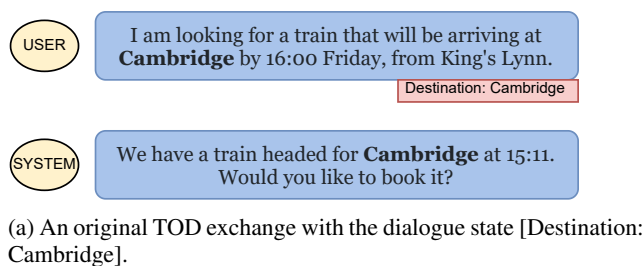 USER
I am looking for a train that will be arriving at
Cambridge by 16:00 Friday, from King's Lynn.
Destination: Cambridge
SYSTEM
We have a train headed for Cambridge at 15:11.
Would you like to book it?
(a) An original TOD exchange with the dialogue state [Destination:
Cambridge].